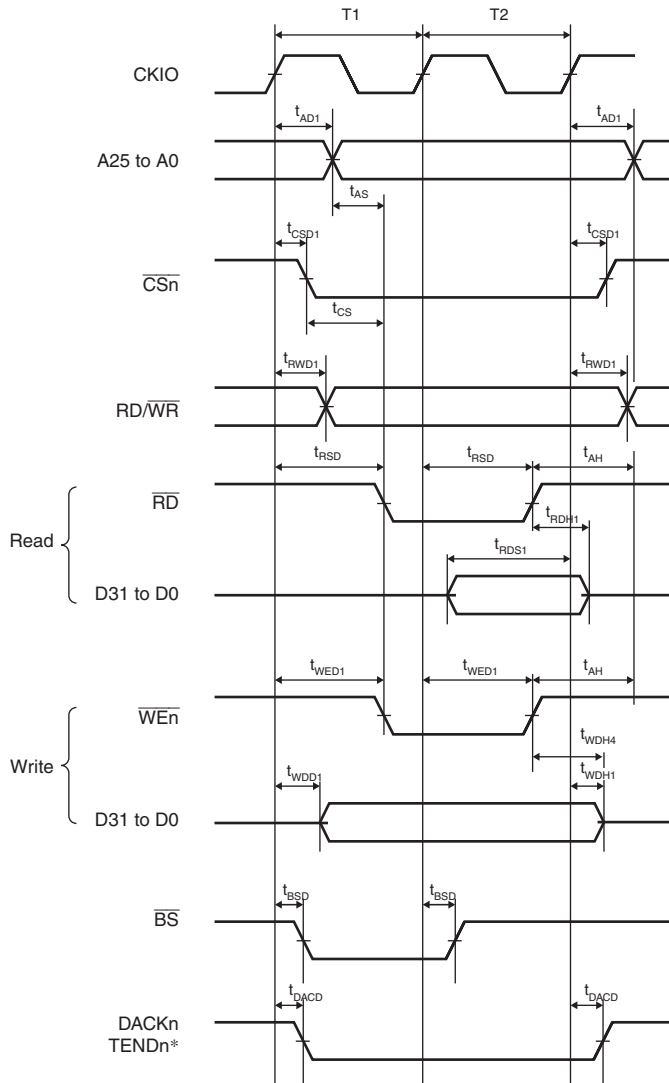 T1 T2
CKIO
tAD1 tAD1
A25 to A0
tAS
tCSD1 tCSD1
CSn
tCS
tRWD1 tRWD1
RD/WR
tRSD tRSD tAH
RD
tRDH1
Read
tRDS1
D31 to D0
tWED1 tWED1 tAH
WEn
tWDH4
Write
tWDD1 tWDH1
D31 to D0
tBSD tBSD
BS
tDACD tDACD
DACKn
TENDn*